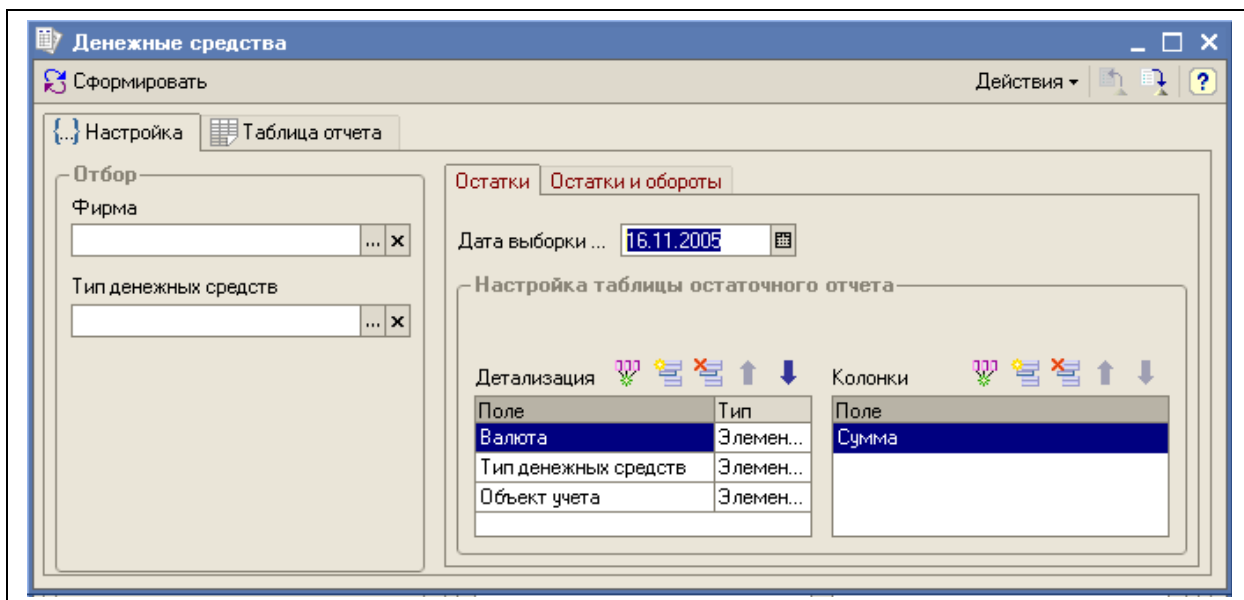 Денежные средства
Сформировать
Действия
?
{...} Настройка
Таблица отчета
Отбор
Фирма
... x
Тип денежных средств
... x
Остатки
Остатки и обороты
Дата выборки ...
16.11.2005
Настройка таблицы остаточного отчета
Детализация
Поле Тип
Валюта Элемен...
Тип денежных средств Элемен...
Объект учета Элемен...
Колонки
Поле
Сумма